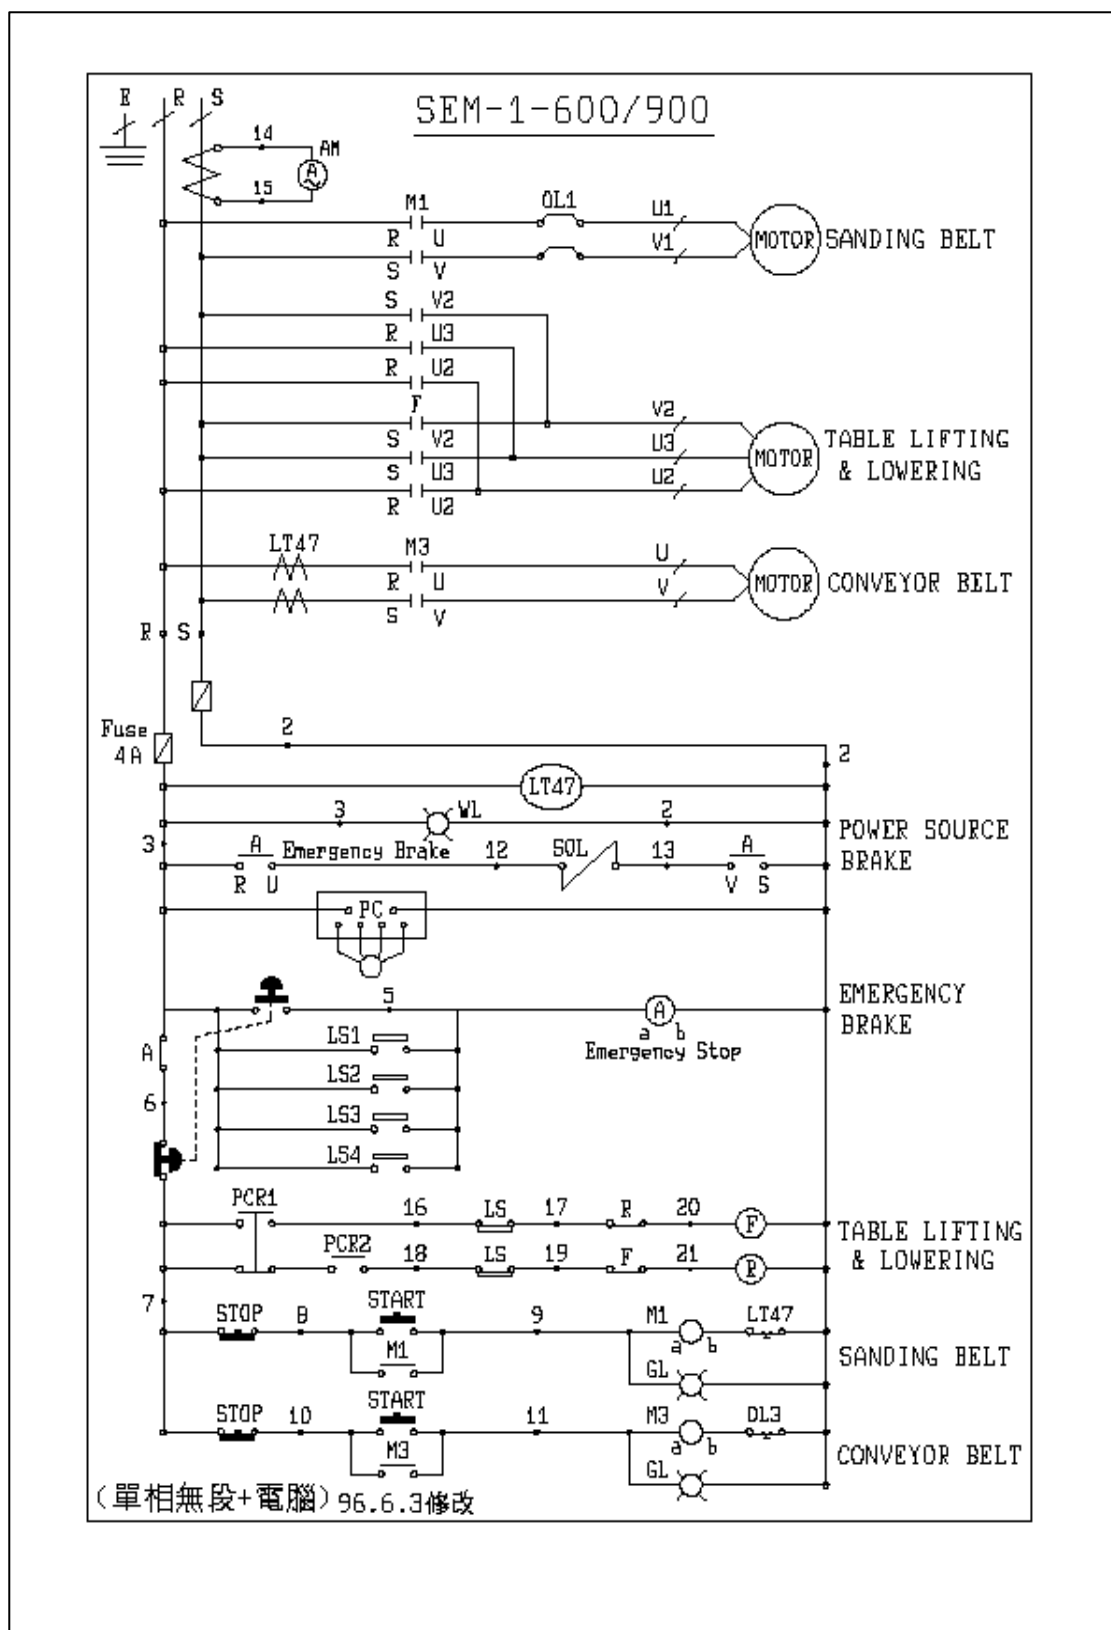 E R S
SEM-1-600/900
14
AM
A
15
M1 OL1 U1
R U
MOTOR SANDING BELT
V1
S V
S V2
R U3
R U2
F
V2
S V2
U3
MOTOR
TABLE LIFTING
& LOWERING
S U3
U2
R U2
LT47 M3 U
R U
MOTOR CONVEYOR BELT
V
S V
R S
2
Fuse
4A
2
LT47
3 WL 2
POWER SOURCE
BRAKE
3
A Emergency Brake 12 SOL 13 A
R U V S
PC
5
EMERGENCY
BRAKE
A
a b
Emergency Stop
LS1
A
LS2
6
LS3
LS4
PCR1 16 LS 17 R 20
F
TABLE LIFTING
& LOWERING
PCR2 18 LS 19 F 21
R
7
STOP 8 START 9 M1 LT47
a b
M1
SANDING BELT
GL
STOP 10 START 11 M3 OL3
a b
M3
CONVEYOR BELT
GL
(單相無段+電腦) 96.6.3修改